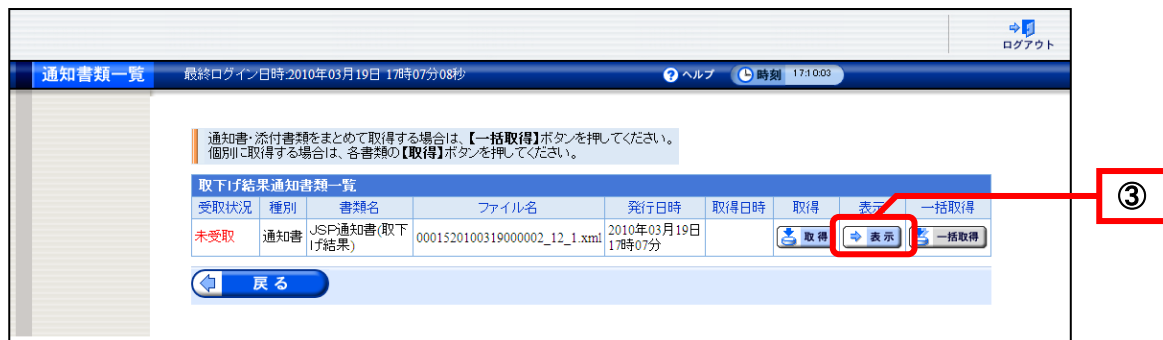 ログアウト
通知書類一覧 最終ログイン日時:2010年03月19日 17時07分08秒 ? ヘルプ 時刻 17:10:03
通知書・添付書類をまとめて取得する場合は、【一括取得】ボタンを押してください。
個別に取得する場合は、各書類の【取得】ボタンを押してください。
取下げ結果通知書類一覧
受取状況 種別 書類名 ファイル名 発行日時 取得日時 取得 表示 一括取得
③
未受取 通知書 JSP通知書(取下げ結果) 0001520100319000002_12_1.xml 2010年03月19日 17時07分 取得 表示 一括取得
戻る